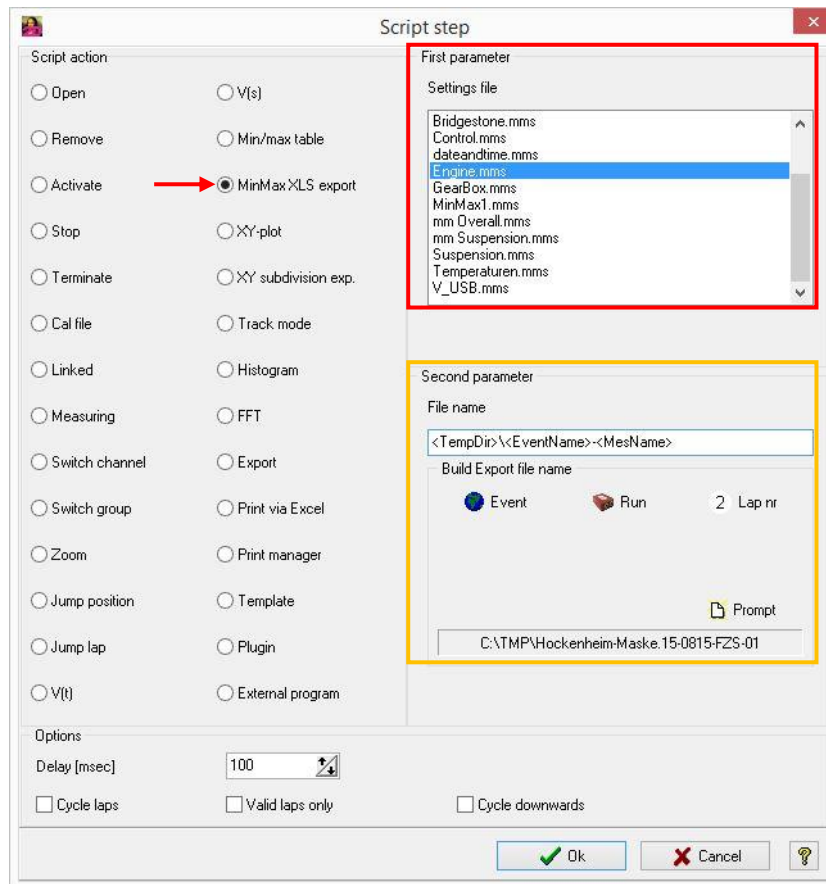 Script step
Script action
Open
Remove
Activate
Stop
Terminate
Cal file
Linked
Measuring
Switch channel
Switch group
Zoom
Jump position
Jump lap
V(t)
V(s)
Min/max table
MinMax XLS export
XY-plot
XY subdivision exp.
Track mode
Histogram
FFT
Export
Print via Excel
Print manager
Template
Plugin
External program
First parameter
Settings file
Bridgestone.mms
Control.mms
dateandtime.mms
Engine.mms
GearBox.mms
MinMax1.mms
mm Overall.mms
mm Suspension.mms
Suspension.mms
Temperaturen.mms
V_USB.mms
Second parameter
File name
<TempDir>\<EventName>-<MesName>
Build Export file name
Event
Run
2 Lap nr
Prompt
C:\TMP\Hockenheim-Maske.15-0815-FZS-01
Options
Delay [msec]
100
Cycle laps
Valid laps only
Cycle downwards
Ok
Cancel
?